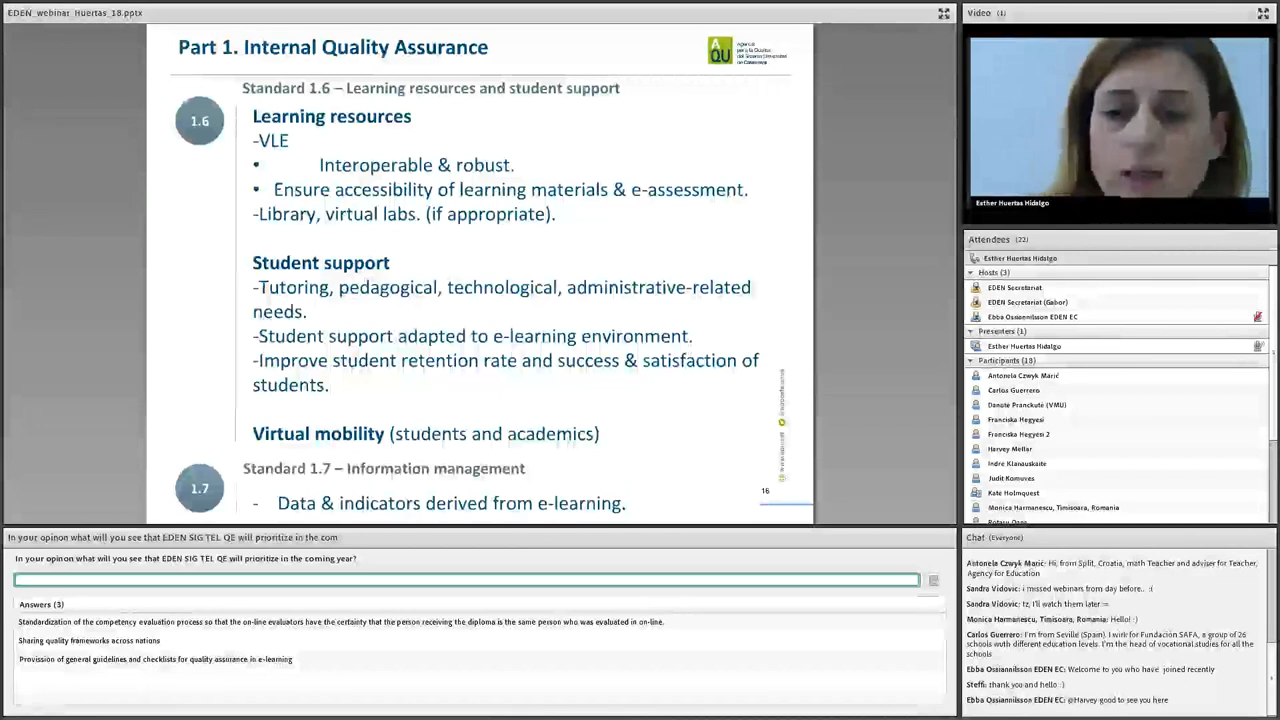 EDEN_webinar_Huertas_18.pptx
Part 1. Internal Quality Assurance
AQU
Standard 1.6 – Learning resources and student support
1.6
Learning resources
-VLE
• Interoperable & robust.
• Ensure accessibility of learning materials & e-assessment.
-Library, virtual labs. (if appropriate).
Student support
-Tutoring, pedagogical, technological, administrative-related
needs.
-Student support adapted to e-learning environment.
-Improve student retention rate and success & satisfaction of
students.
Virtual mobility (students and academics)
Standard 1.7 – Information management
1.7
- Data & indicators derived from e-learning.
16
Video (1)
Esther Huertas Hidalgo
Attendees (22)
Esther Huertas Hidalgo
Hosts (3)
EDEN Secretariat
EDEN Secretariat (Gabor)
Ebba Ossiannilsson EDEN EC
Presenters (1)
Esther Huertas Hidalgo
Participants (18)
Antonela Czwyk Marić
Carlos Guerrero
Danutė Pranckutė (VMU)
Franciska Hegyesi
Franciska Hegyesi 2
Harvey Mellar
Indre Klanauskaite
Judit Komuves
Kate Holmquest
Monica Harmanescu, Timisoara, Romania
In your opinon what will you see that EDEN SIG TEL QE will prioritize in the com
In your opinon what will you see that EDEN SIG TEL QE will prioritize in the coming year?
Answers (3)
Standardization of the competency evaluation process so that the on-line evaluators have the certainty that the person receiving the diploma is the same person who was evaluated in on-line.
Sharing quality frameworks across nations
Provission of general guidelines and checklists for quality assurance in e-learning
Chat (Everyone)
Antonela Czwyk Marić: Hi, from Split, Croatia, math Teacher and adviser for Teacher,
Agency for Education
Sandra Vidovic: i missed webinars from day before.. :(
Sandra Vidovic: tz, I'll watch them later :=
Monica Harmanescu, Timisoara, Romania: Hello! :)
Carlos Guerrero: I'm from Seville (Spain). I wirk for Fundación SAFA, a group of 26
schools wuth different education levels. I'm the head of vocational studies for all the
schools
Ebba Ossiannilsson EDEN EC: Welcome to you who have joined recently
Steffi: thank you and hello :)
Ebba Ossiannilsson EDEN EC: @Harvey good to see you here